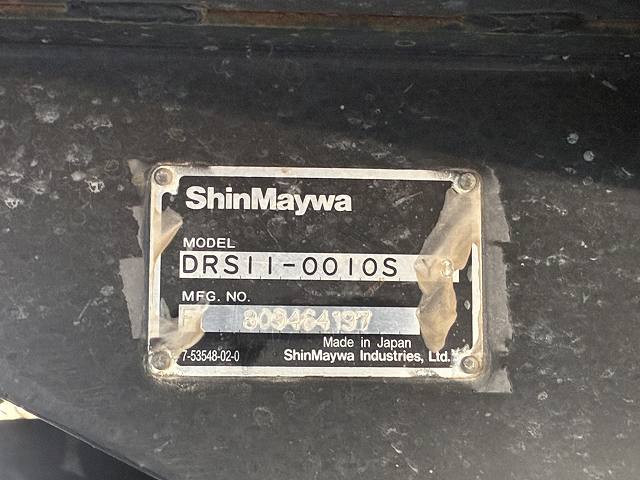 ShinMaywa
MODEL
DRS11-0010S
MFG. NO.
809464197
Made in Japan
7-53548-02-0 ShinMaywa Industries, Ltd.